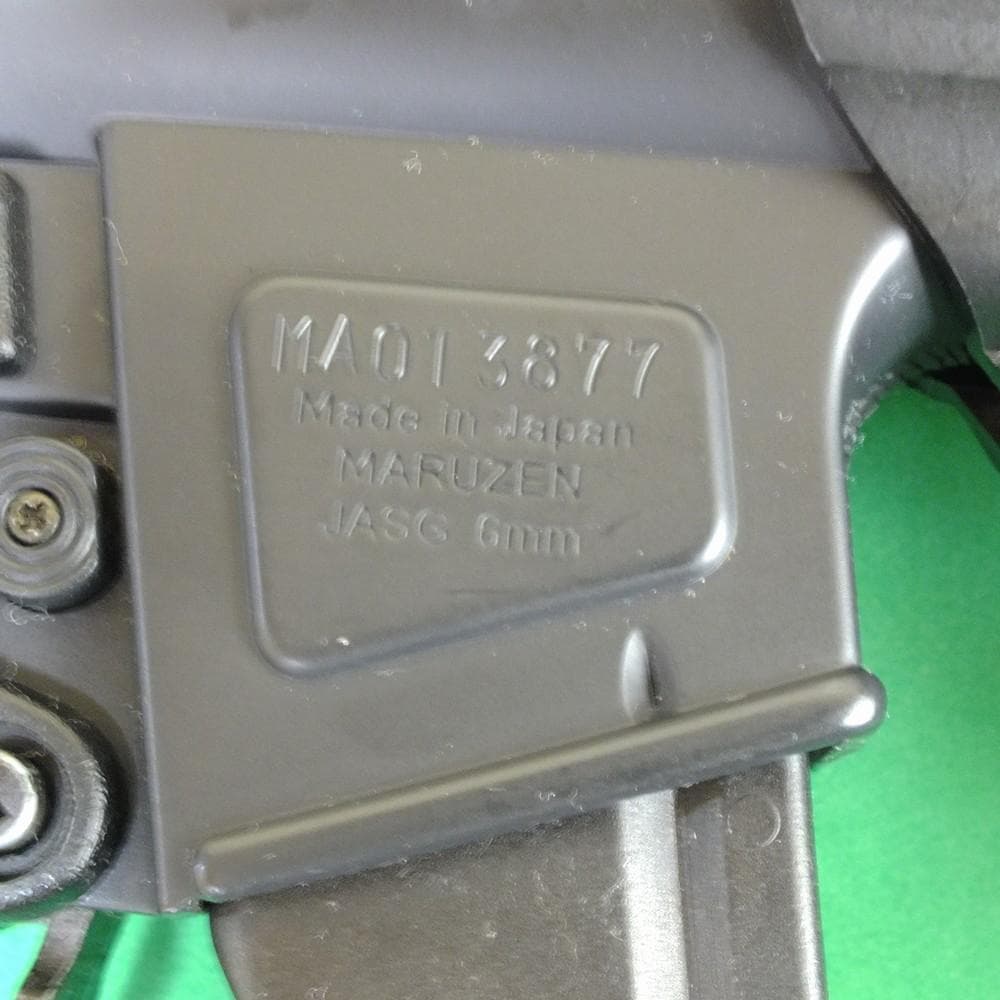 MA013877
Made in Japan
MARUZEN
JASG 6mm